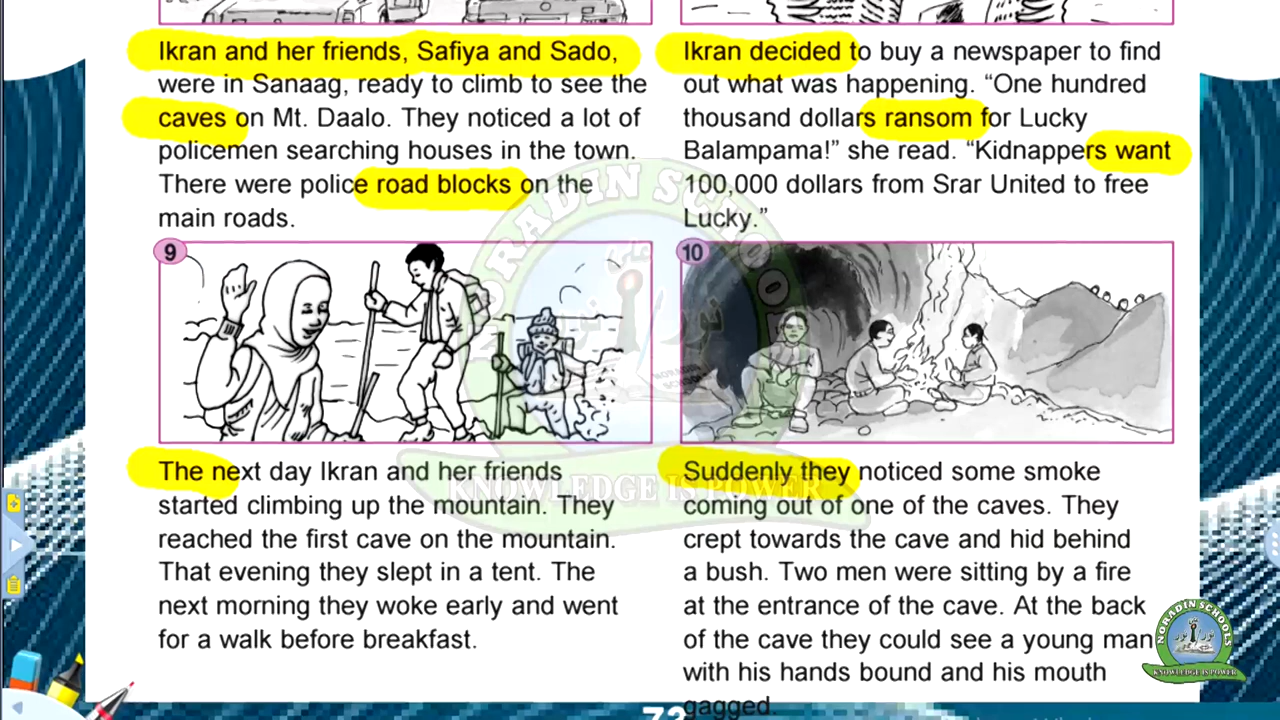 Ikran and her friends, Safiya and Sado,
were in Sanaag, ready to climb to see the
caves on Mt. Daalo. They noticed a lot of
policemen searching houses in the town.
There were police road blocks on the
main roads.
Ikran decided to buy a newspaper to find
out what was happening. “One hundred
thousand dollars ransom for Lucky
Balampama!” she read. “Kidnappers want
100,000 dollars from Srar United to free
Lucky.”
9
10
The next day Ikran and her friends
started climbing up the mountain. They
reached the first cave on the mountain.
That evening they slept in a tent. The
next morning they woke early and went
for a walk before breakfast.
Suddenly they noticed some smoke
coming out of one of the caves. They
crept towards the cave and hid behind
a bush. Two men were sitting by a fire
at the entrance of the cave. At the back
of the cave they could see a young man
with his hands bound and his mouth
gagged.
NORADIN SCHOOLS
KNOWLEDGE IS POWER
NORADIN SCHOOLS
KNOWLEDGE IS POWER